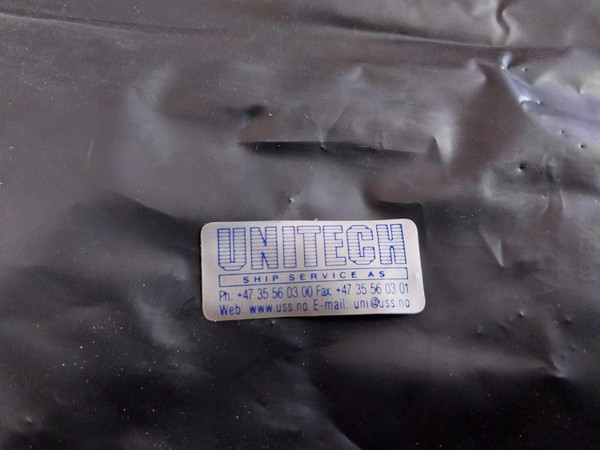 UNITECH
SHIP SERVICE AS
Ph: +47 35 56 03 00 Fax: +47 35 56 03 01
Web: www.uss.no E-mail: uni@uss.no